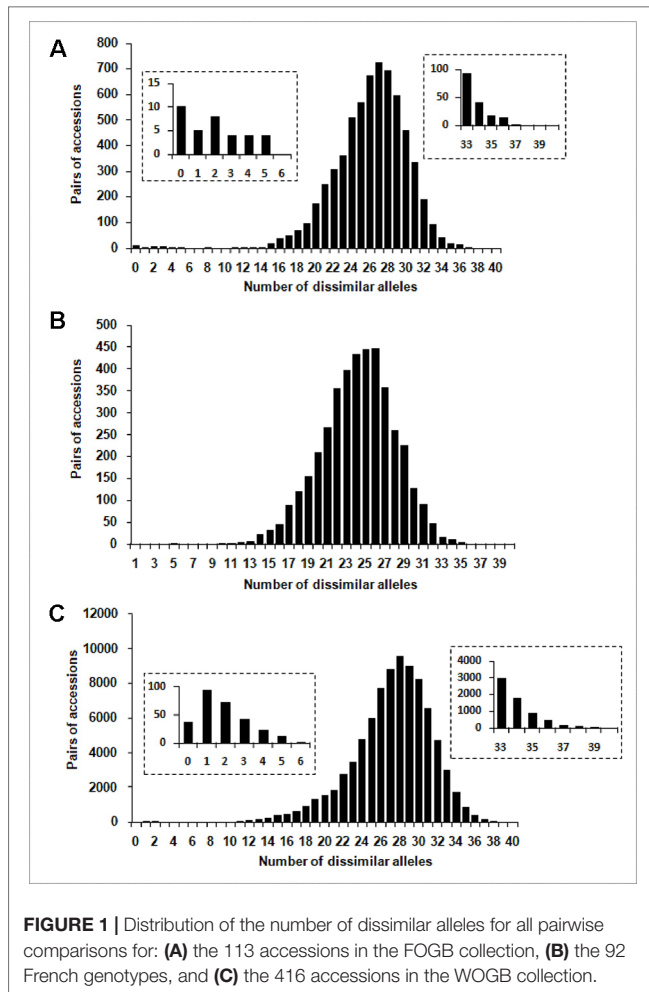 A
800
700
600
500
400
300
200
100
0
Pairs of accessions
15
10
5
0
0 1 2 3 4 5 6
100
50
0
33 35 37 39
0 2 4 6 8 10 12 14 16 18 20 22 24 26 28 30 32 34 36 38 40
Number of dissimilar alleles
B
500
450
400
350
300
250
200
150
100
50
0
Pairs of accessions
1 3 5 7 9 11 13 15 17 19 21 23 25 27 29 31 33 35 37 39
Number of dissimilar alleles
C
12000
10000
8000
6000
4000
2000
0
Pairs of accessions
100
50
0
0 1 2 3 4 5 6
4000
3000
2000
1000
0
33 35 37 39
0 2 4 6 8 10 12 14 16 18 20 22 24 26 28 30 32 34 36 38 40
Number of dissimilar alleles
FIGURE 1 | Distribution of the number of dissimilar alleles for all pairwise
comparisons for: (A) the 113 accessions in the FOGB collection, (B) the 92
French genotypes, and (C) the 416 accessions in the WOGB collection.